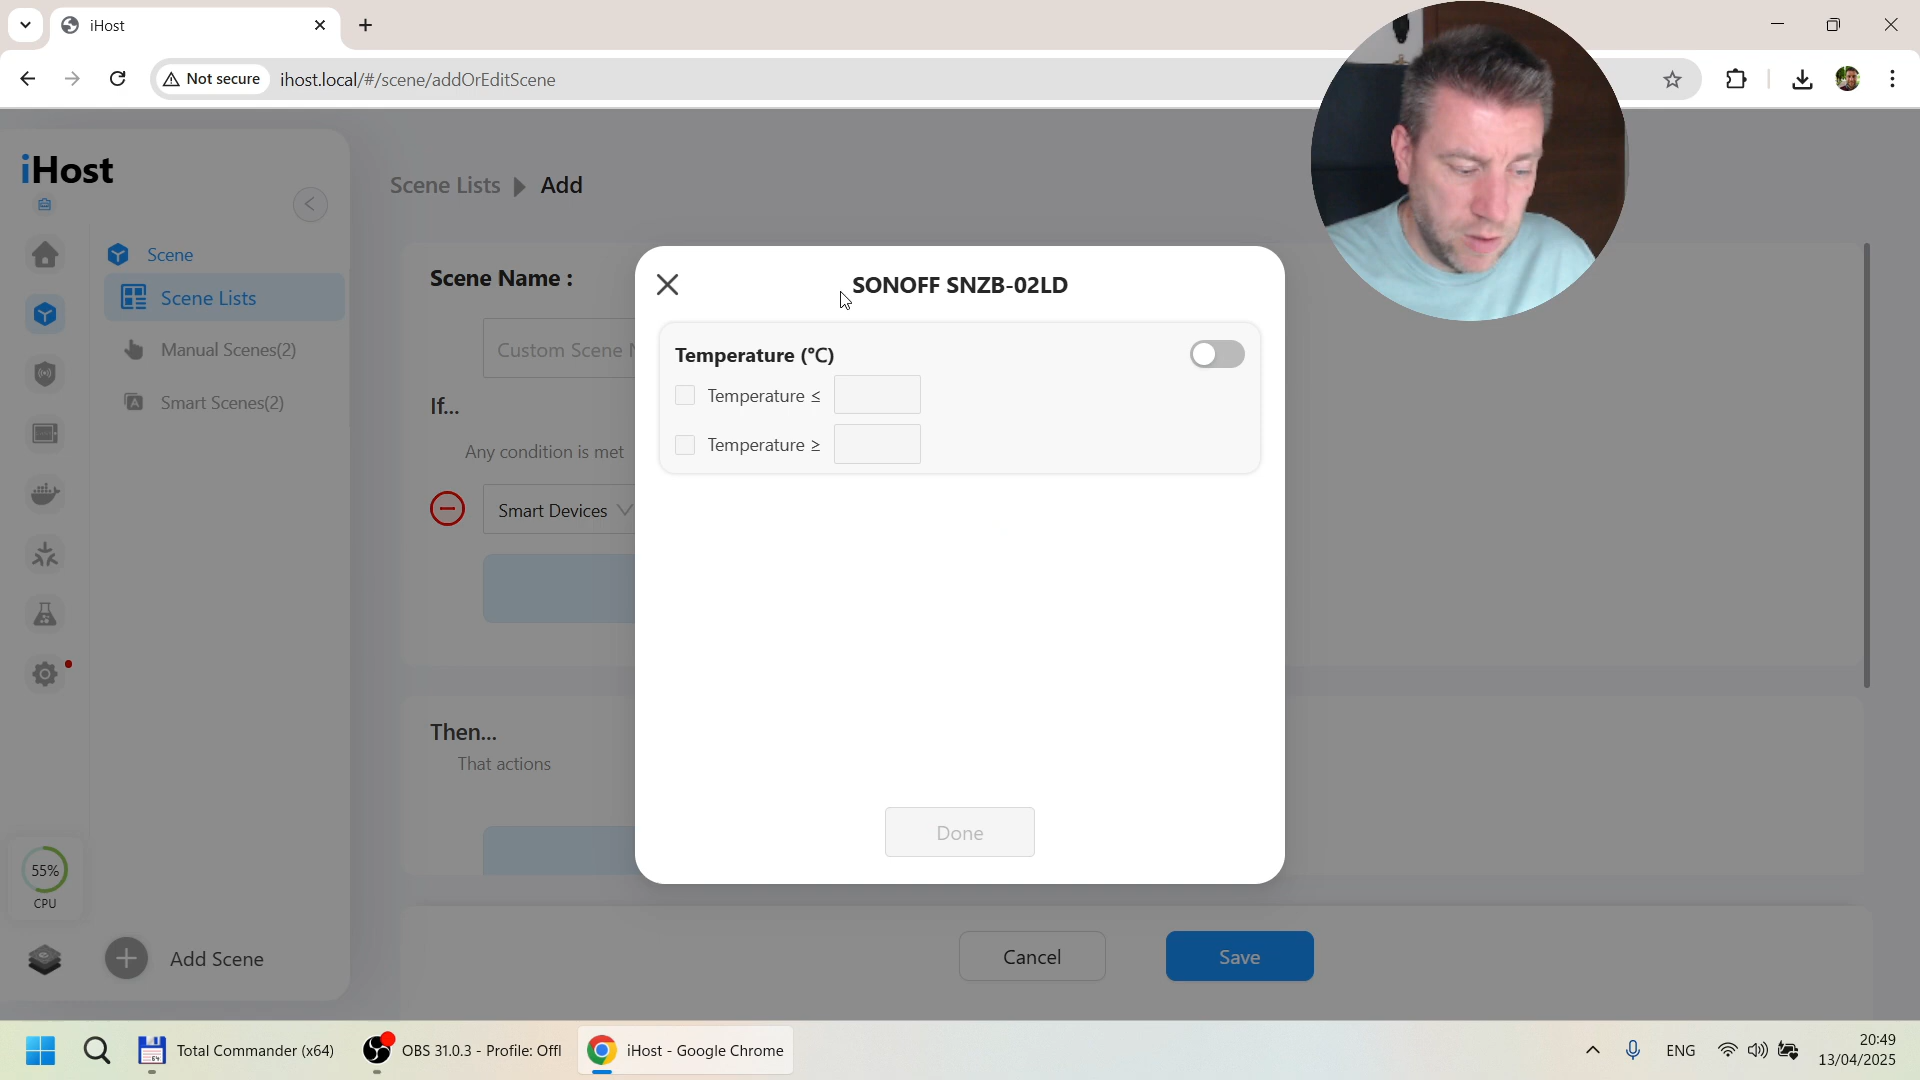 iHost
Not secure
ihost.local/#/scene/addOrEditScene
iHost
Scene Lists
Add
Scene
Scene Lists
Manual Scenes(2)
Smart Scenes(2)
Scene Name :
Custom Scene
If...
Any condition is met
Smart Devices
SONOFF SNZB-02LD
Temperature (°C)
Temperature ≤
Temperature ≥
Done
Then...
That actions
55%
CPU
Add Scene
Cancel
Save
64
Total Commander (x64)
OBS 31.0.3 - Profile: Offl
iHost - Google Chrome
ENG
20:49
13/04/2025